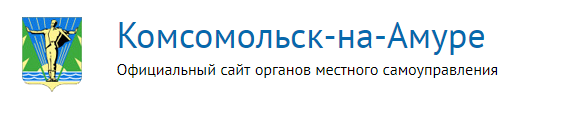 Комсомольск-на-Амуре
Официальный сайт органов местного самоуправления